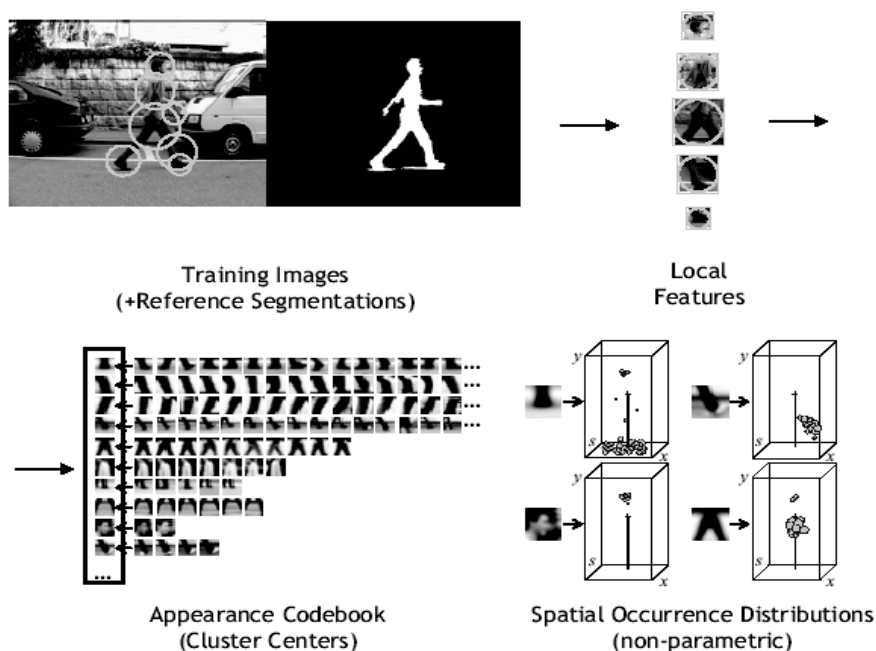 Training Images
(+Reference Segmentations)
Local
Features
...
...
...
...
Appearance Codebook
(Cluster Centers)
y
s
x
y
s
x
y
s
x
y
s
x
Spatial Occurrence Distributions
(non-parametric)